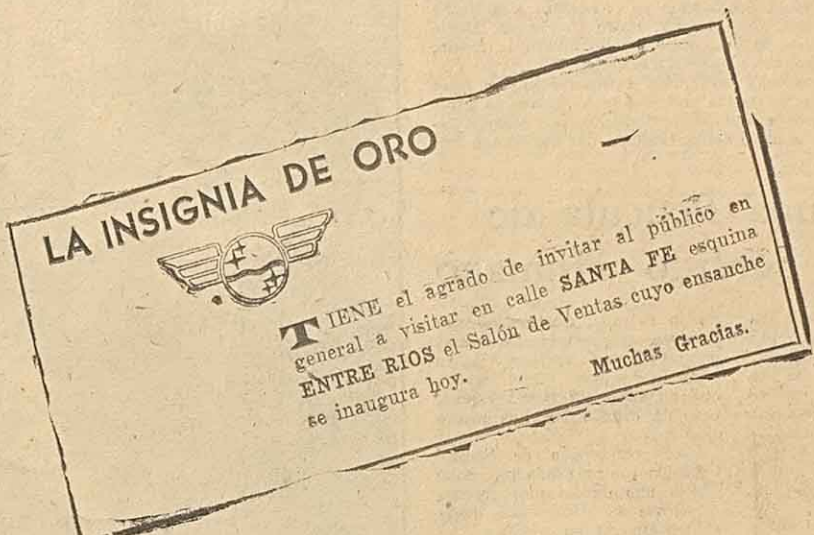 LA INSIGNIA DE ORO
TIENE el agrado de invitar al público en
general a visitar en calle SANTA FE esquina
ENTRE RIOS el Salón de Ventas cuyo ensanche
se inaugura hoy. Muchas Gracias.